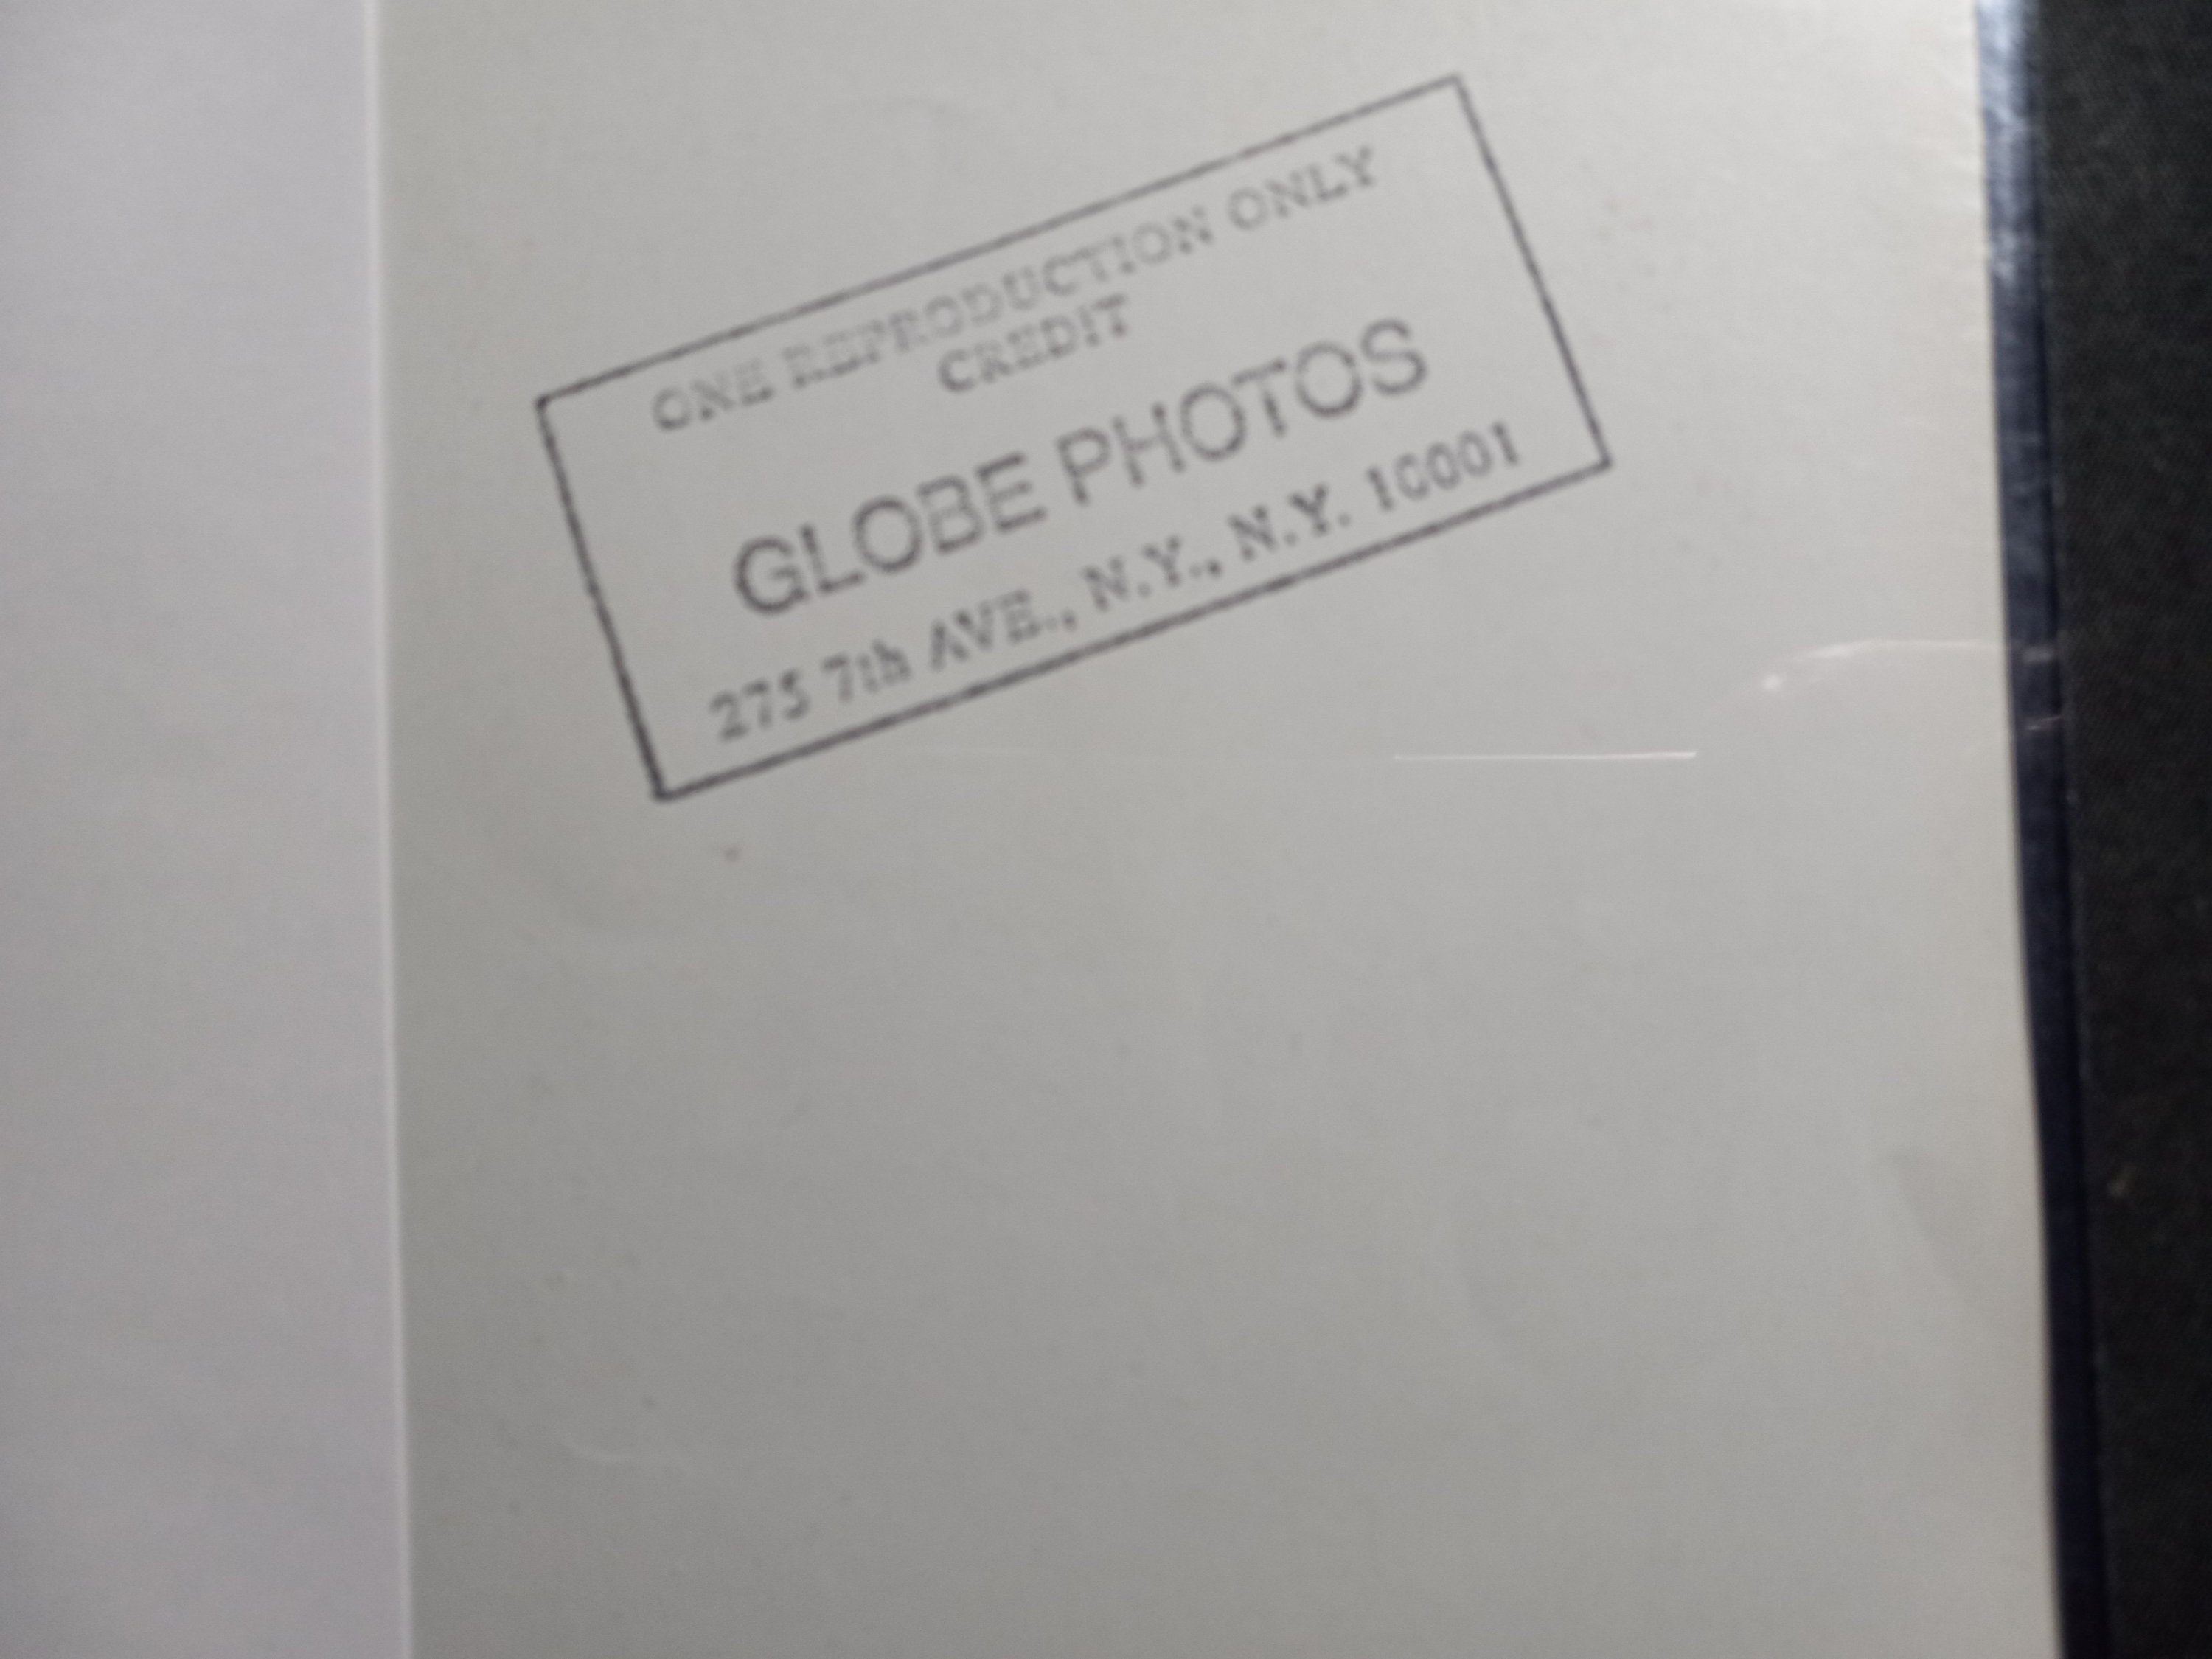 ONE REPRODUCTION ONLY
CREDIT
GLOBE PHOTOS
275 7th AVE., N.Y., N.Y. 10001